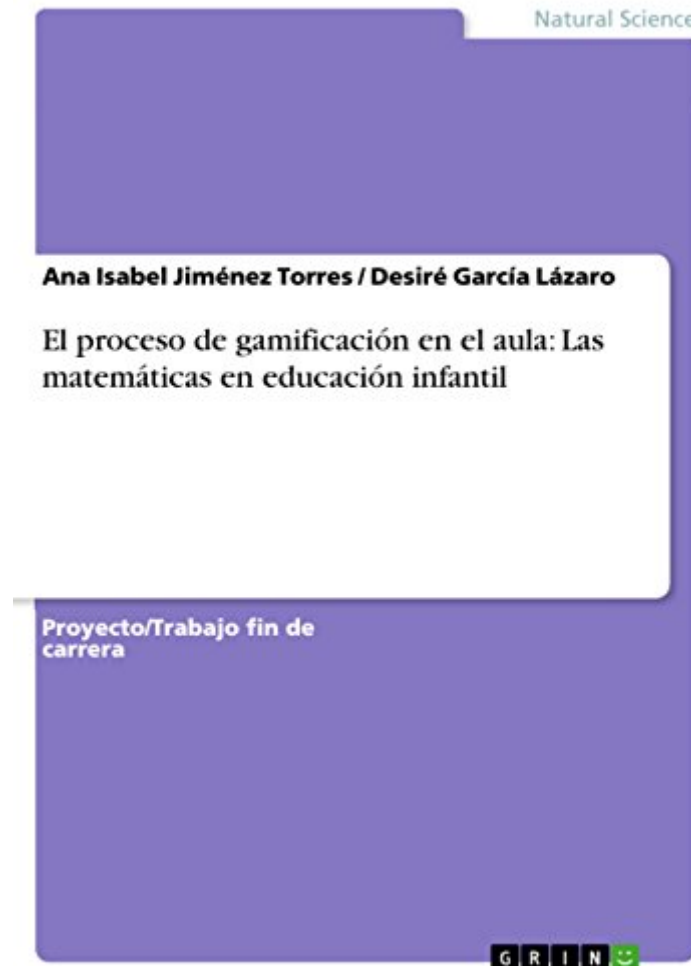 Natural Science
Ana Isabel Jiménez Torres / Desiré García Lázaro
El proceso de gamificación en el aula: Las
matemáticas en educación infantil
Proyecto/Trabajo fin de
carrera
GRIN